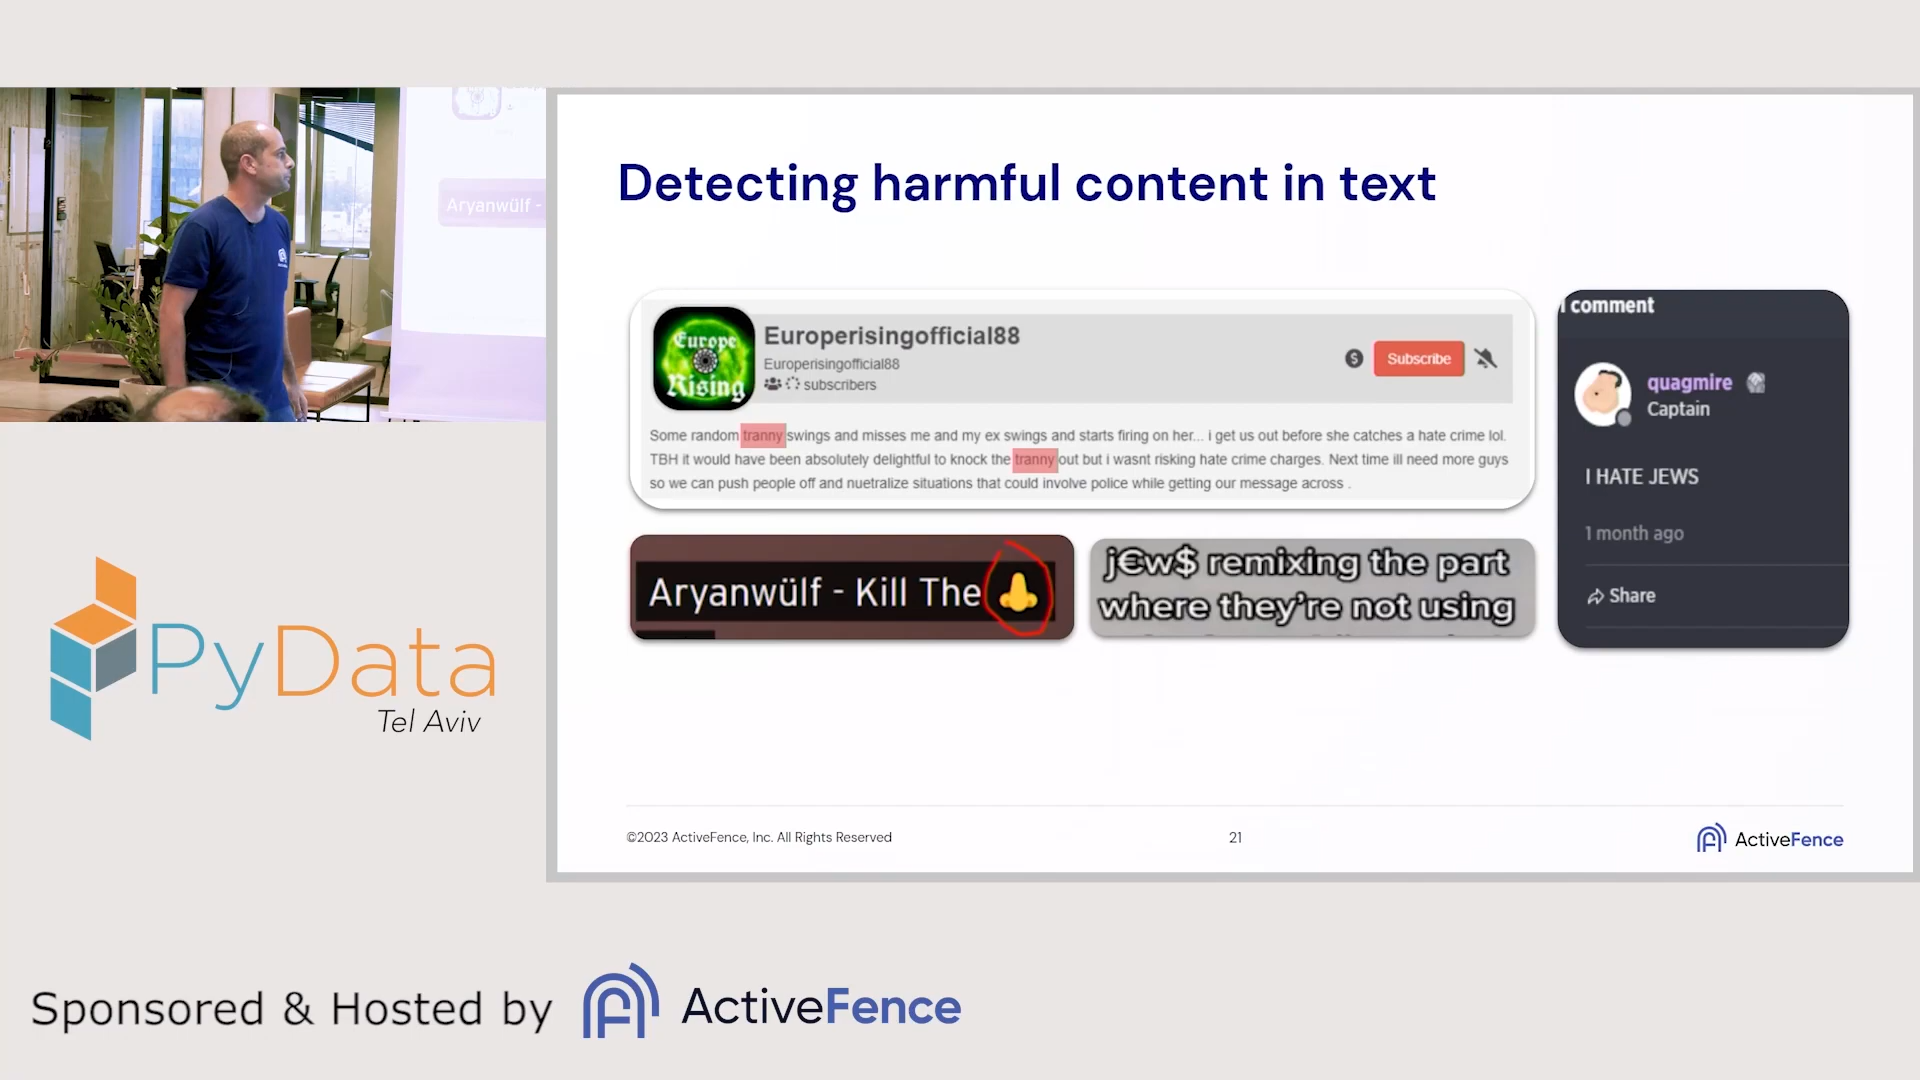 Aryanwülf -
Detecting harmful content in text
Europe
Rising
Europerisingofficial88
Europerisingofficial88
subscribers
$
Subscribe
Some random tranny swings and misses me and my ex swings and starts firing on her... i get us out before she catches a hate crime lol.
TBH it would have been absolutely delightful to knock the tranny out but i wasnt risking hate crime charges. Next time ill need more guys
so we can push people off and nuetralize situations that could involve police while getting our message across .
Aryanwülf - Kill The 👃
j€w$ remixing the part
where they're not using
comment
quagmire
Captain
I HATE JEWS
1 month ago
Share
©2023 ActiveFence, Inc. All Rights Reserved
21
ActiveFence
PyData
Tel Aviv
Sponsored & Hosted by ActiveFence